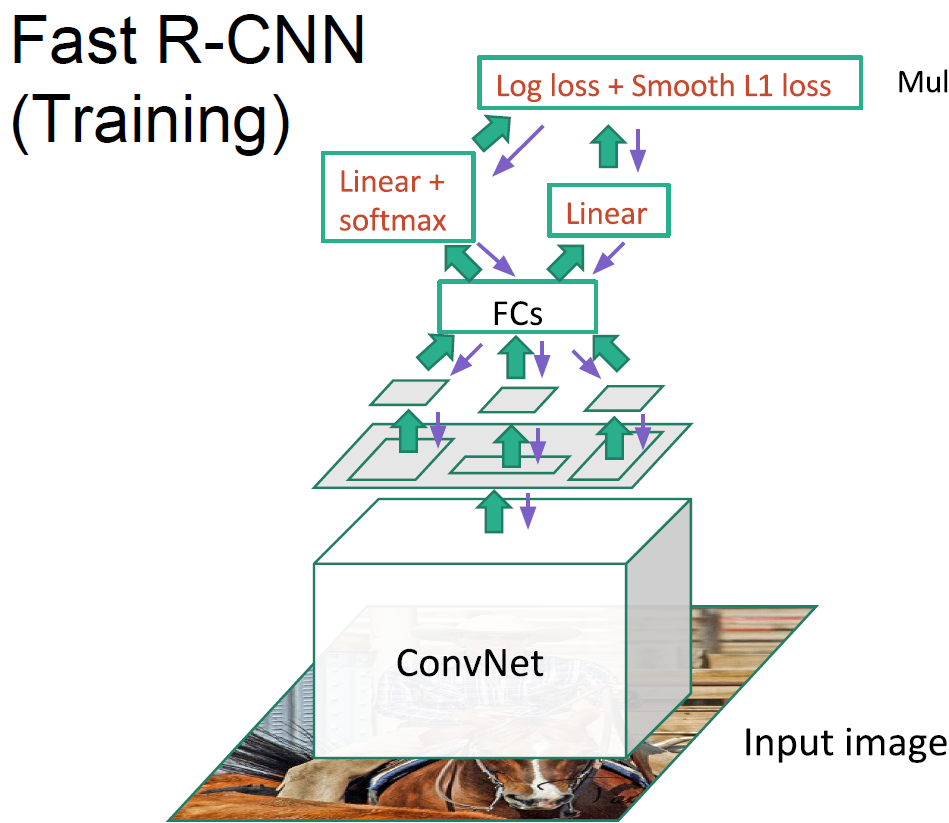 Fast R-CNN
(Training)
Log loss + Smooth L1 loss
Mul
Linear +
softmax
Linear
FCs
ConvNet
Input image